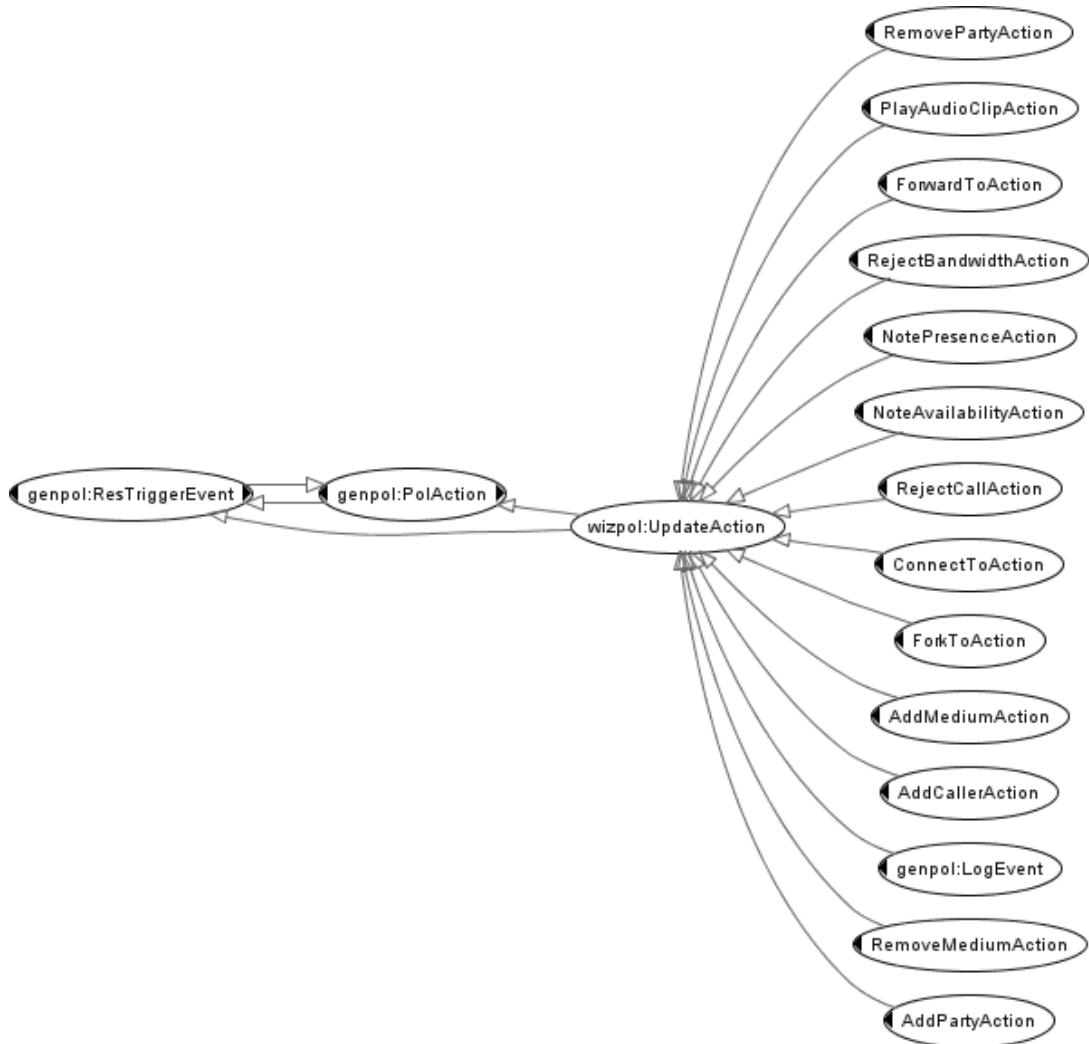 RemovePartyAction
PlayAudioClipAction
ForwardToAction
RejectBandwidthAction
NotePresenceAction
NoteAvailabilityAction
genpol:ResTriggerEvent
genpol:PolAction
RejectCallAction
wizpol:UpdateAction
ConnectToAction
ForkToAction
AddMediumAction
AddCallerAction
genpol:LogEvent
RemoveMediumAction
AddPartyAction